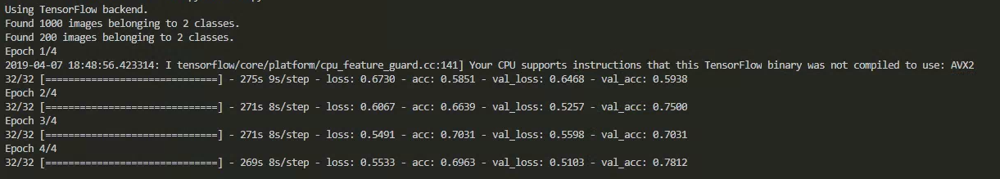 Using TensorFlow backend.
Found 1000 images belonging to 2 classes.
Found 200 images belonging to 2 classes.
Epoch 1/4
2019-04-07 18:48:56.423314: I tensorflow/core/platform/cpu_feature_guard.cc:141] Your CPU supports instructions that this TensorFlow binary was not compiled to use: AVX2
32/32 [==============================] - 275s 9s/step - loss: 0.6730 - acc: 0.5851 - val_loss: 0.6468 - val_acc: 0.5938
Epoch 2/4
32/32 [==============================] - 271s 8s/step - loss: 0.6067 - acc: 0.6639 - val_loss: 0.5257 - val_acc: 0.7500
Epoch 3/4
32/32 [==============================] - 271s 8s/step - loss: 0.5491 - acc: 0.7031 - val_loss: 0.5598 - val_acc: 0.7031
Epoch 4/4
32/32 [==============================] - 269s 8s/step - loss: 0.5533 - acc: 0.6963 - val_loss: 0.5103 - val_acc: 0.7812